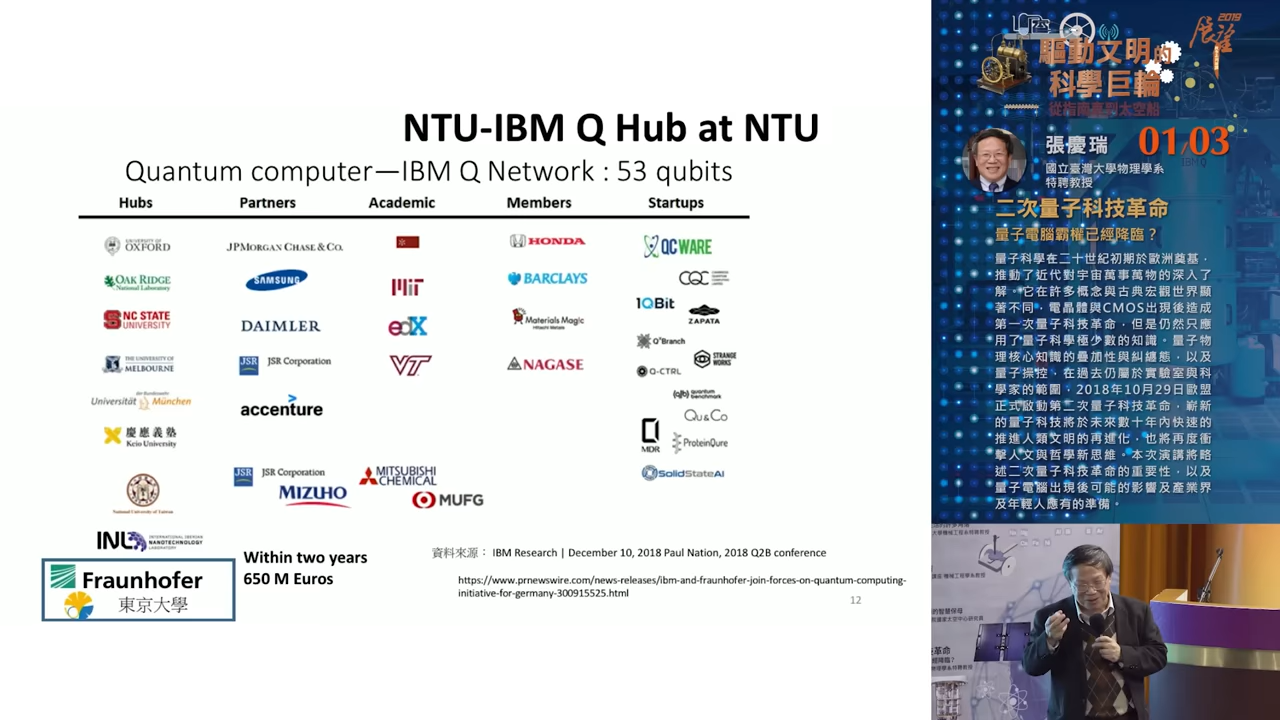 NTU-IBM Q Hub at NTU
Quantum computer—IBM Q Network : 53 qubits
Hubs
Partners
Academic
Members
Startups
UNIVERSITY OF OXFORD
JPMORGAN CHASE & CO.
HONDA
QC WARE
OAK RIDGE
National Laboratory
SAMSUNG
MIT
BARCLAYS
CQC
1QBit
NC STATE
UNIVERSITY
DAIMLER
edX
Materials Magic
Hitachi Metals
ZAPATA
Q×Branch
THE UNIVERSITY OF
MELBOURNE
JSR JSR Corporation
VT
NAGASE
STRANGE
WORKS
Q-CTRL
der Bundeswehr
Universität München
accenture
quantum
benchmark
Qu&Co
慶應義塾
Keio University
MDR
ProteinQure
JSR JSR Corporation
MITSUBISHI
CHEMICAL
SolidStateAI
National University of Taiwan
MIZUHO
MUFG
INL
INTERNATIONAL IBERIAN
NANOTECHNOLOGY
LABORATORY
Fraunhofer
東京大學
Within two years
650 M Euros
資料來源： IBM Research | December 10, 2018 Paul Nation, 2018 Q2B conference
https://www.prnewswire.com/news-releases/ibm-and-fraunhofer-join-forces-on-quantum-computing-
initiative-for-germany-300915525.html
12
2019
展望
驅動文明的
科學巨輪
從指南車到太空船
張慶瑞
01/03
IBM Q
國立臺灣大學物理學系
特聘教授
二次量子科技革命
量子電腦霸權已經降臨？
量子科學在二十世紀初期於歐洲奠基，
推動了近代對宇宙萬事萬物的深入了
解。它在許多概念與古典宏觀世界顯
著不同，電晶體與CMOS出現後造成
第一次量子科技革命，但是仍然只應
用了量子科學極少數的知識。量子物
理核心知識的疊加性與糾纏態，以及
量子操控，在過去仍屬於實驗室與科
學家的範圍，2018年10月29日歐盟
正式啟動第二次量子科技革命，嶄新
的量子科技將於未來數十年內快速的
推進人類文明的再進化，也將再度衝
擊人文與哲學新思維。本次演講將略
述二次量子科技革命的重要性，以及
量子電腦出現後可能的影響及產業界
及年輕人應有的準備。